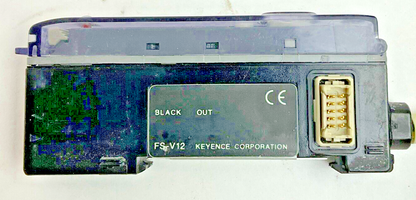 CE
BLACK OUT
FS-V12 KEYENCE CORPORATION